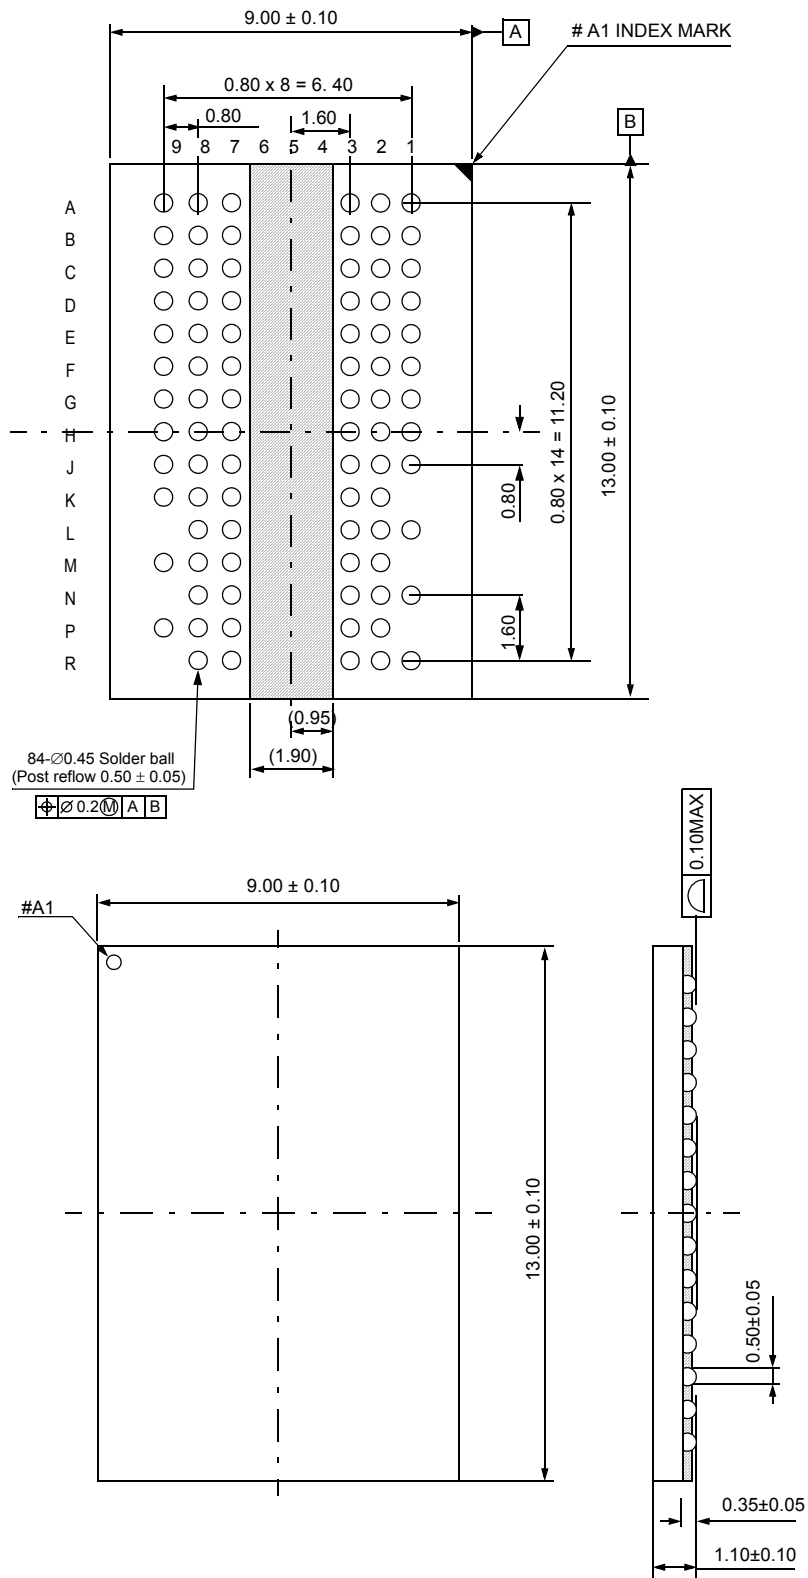 9.00 ± 0.10
A
# A1 INDEX MARK
0.80 x 8 = 6. 40
0.80
1.60
B
9 8 7 6 5 4 3 2 1
A
B
C
D
E
F
G
H
J
K
L
M
N
P
R
0.80
1.60
0.80 x 14 = 11.20
13.00 ± 0.10
(0.95)
(1.90)
84-∅0.45 Solder ball
(Post reflow 0.50 ± 0.05)
⌖ ∅ 0.2Ⓜ A B
0.10MAX
9.00 ± 0.10
#A1
13.00 ± 0.10
0.50±0.05
0.35±0.05
1.10±0.10